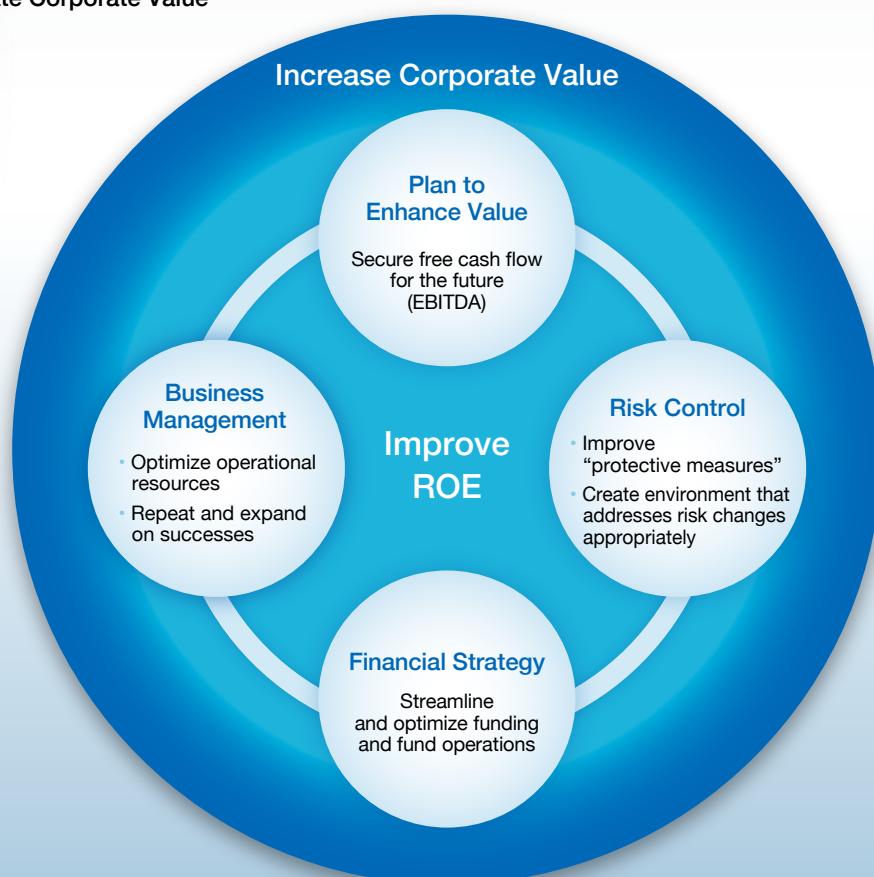 Corporate Value
Increase Corporate Value
Plan to
Enhance Value
Secure free cash flow
for the future
(EBITDA)
Business
Management
• Optimize operational
resources
• Repeat and expand
on successes
Improve
ROE
Risk Control
• Improve
“protective measures”
• Create environment that
addresses risk changes
appropriately
Financial Strategy
Streamline
and optimize funding
and fund operations